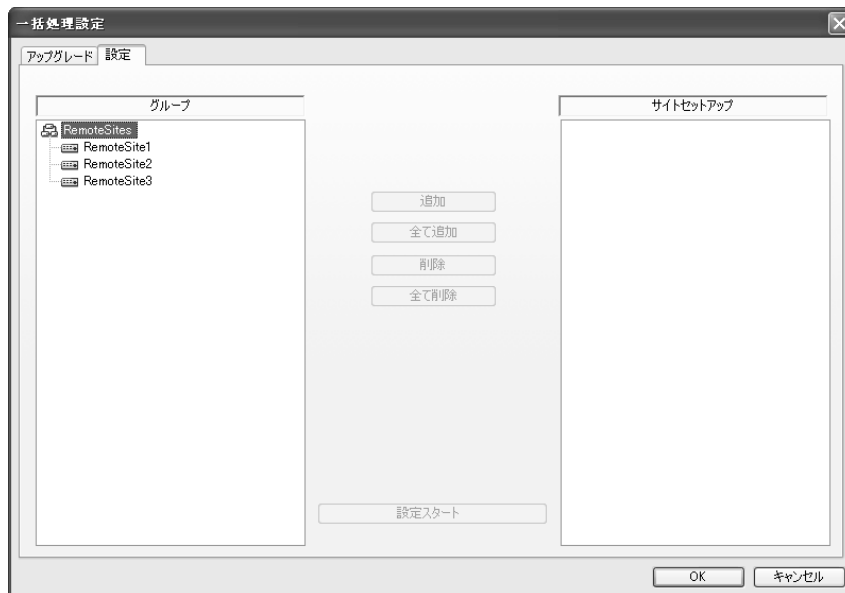 一括処理設定
アップグレード 設定
グループ
RemoteSites
RemoteSite1
RemoteSite2
RemoteSite3
追加
全て追加
削除
全て削除
設定スタート
サイトセットアップ
OK キャンセル